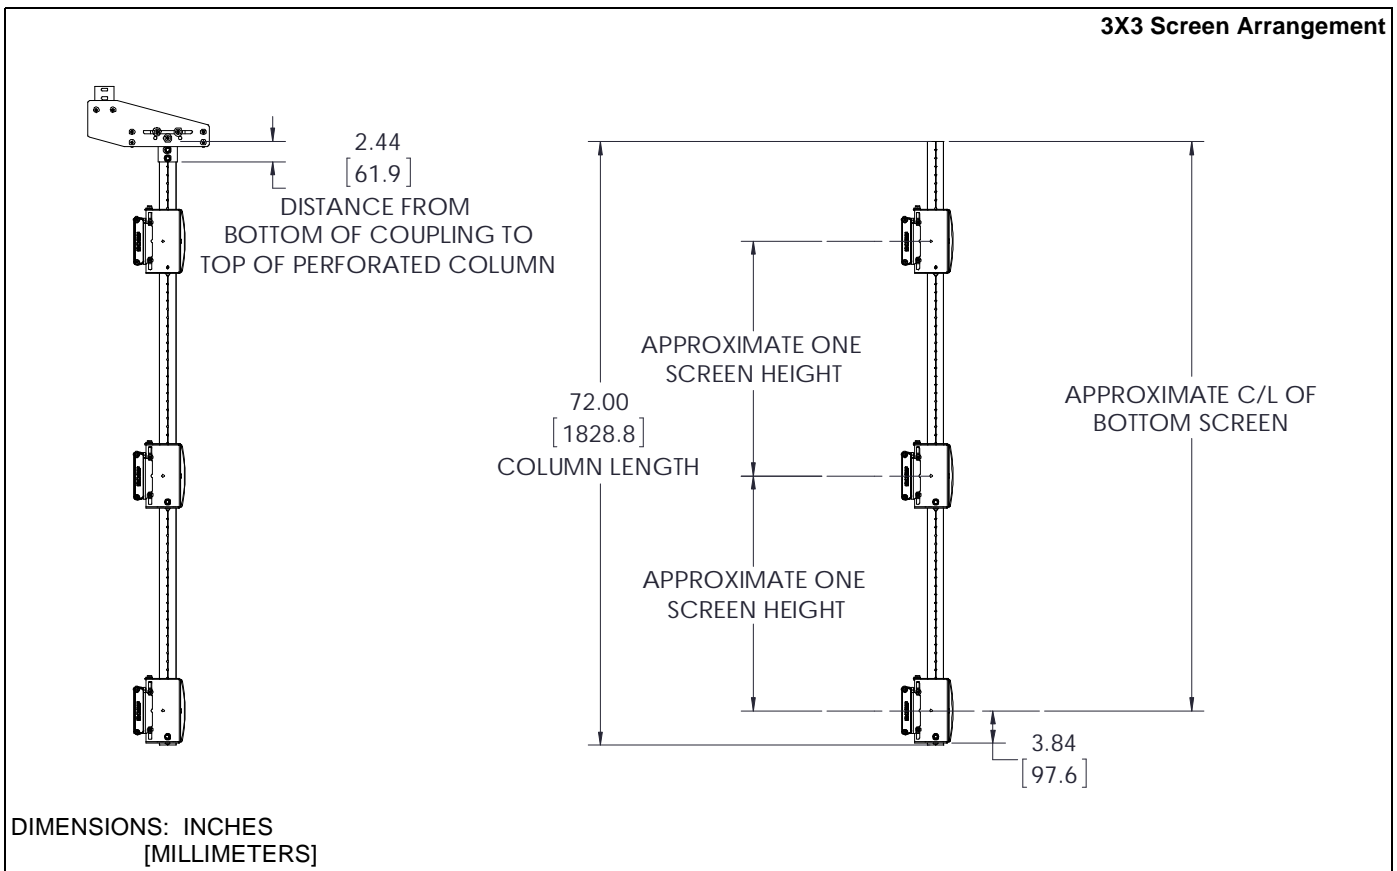 3X3 Screen Arrangement
2.44
[61.9]
DISTANCE FROM
BOTTOM OF COUPLING TO
TOP OF PERFORATED COLUMN
APPROXIMATE ONE
SCREEN HEIGHT
72.00
[1828.8]
COLUMN LENGTH
APPROXIMATE C/L OF
BOTTOM SCREEN
APPROXIMATE ONE
SCREEN HEIGHT
3.84
[97.6]
DIMENSIONS: INCHES
[MILLIMETERS]